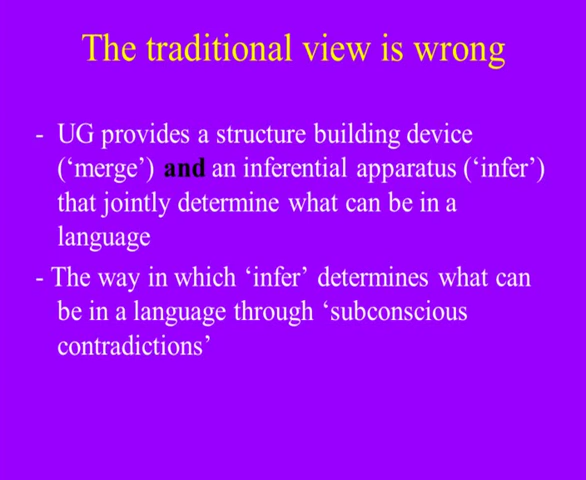 The traditional view is wrong
- UG provides a structure building device
(‘merge’) and an inferential apparatus (‘infer’)
that jointly determine what can be in a
language
- The way in which ‘infer’ determines what can
be in a language through ‘subconscious
contradictions’